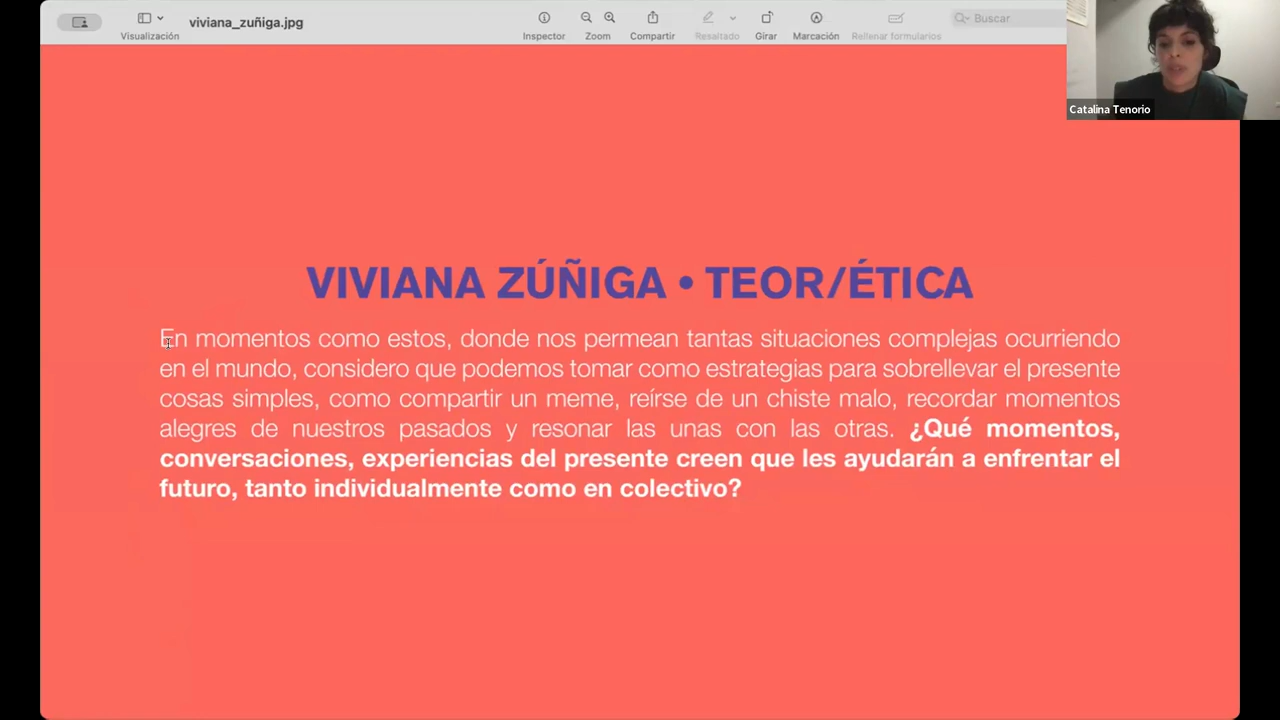 viviana_zuñiga.jpg
Visualización
Inspector
Zoom
Compartir
Resaltado
Girar
Marcación
Rellenar formularios
Buscar
Catalina Tenorio
VIVIANA ZÚÑIGA • TEOR/ÉTICA
En momentos como estos, donde nos permean tantas situaciones complejas ocurriendo
en el mundo, considero que podemos tomar como estrategias para sobrellevar el presente
cosas simples, como compartir un meme, reírse de un chiste malo, recordar momentos
alegres de nuestros pasados y resonar las unas con las otras. ¿Qué momentos,
conversaciones, experiencias del presente creen que les ayudarán a enfrentar el
futuro, tanto individualmente como en colectivo?